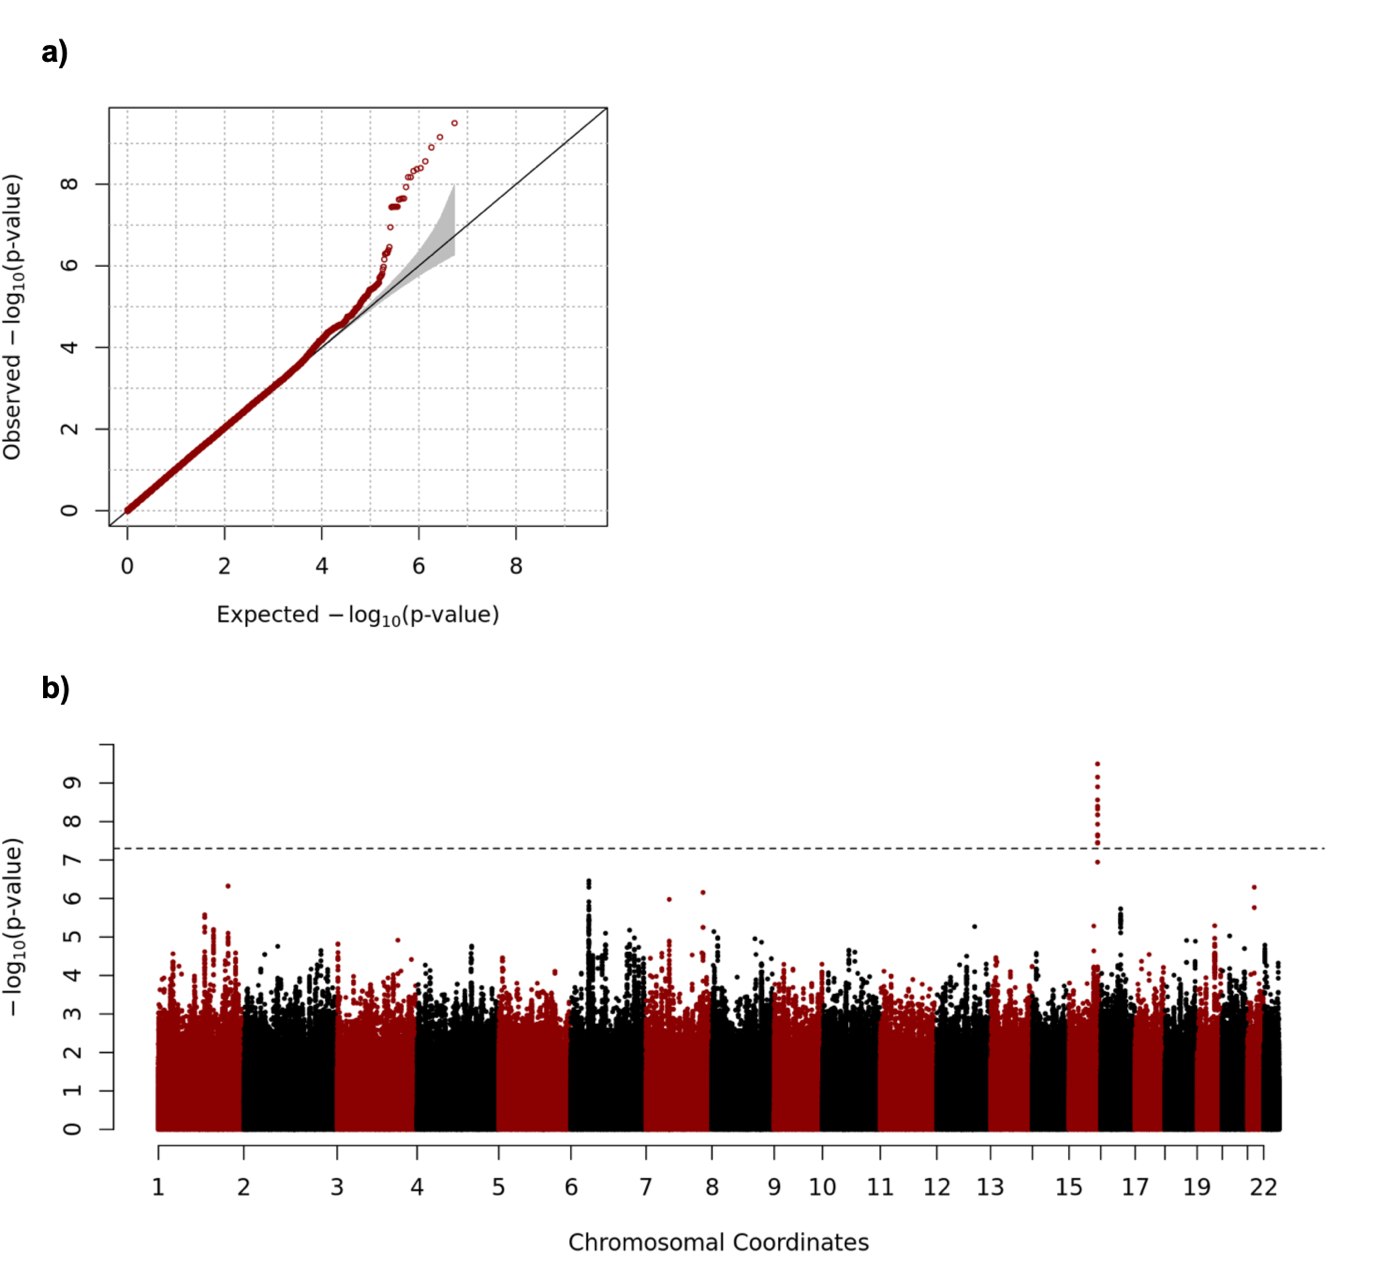 a)
Observed −log10(p-value)
8
6
4
2
0
0 2 4 6 8
Expected −log10(p-value)
b)
−log10(p-value)
9
8
7
6
5
4
3
2
1
0
1 2 3 4 5 6 7 8 9 10 11 12 13 15 17 19 22
Chromosomal Coordinates